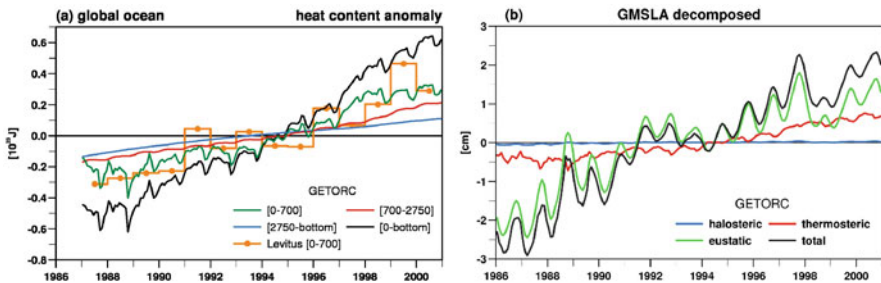 (a) global ocean heat content anomaly
0.6
0.4
0.2
0.0
-0.2
-0.4
-0.6
-0.8
[10²³J]
GETORC
[0-700] [700-2750]
[2750-bottom] [0-bottom]
Levitus [0-700]
1986 1988 1990 1992 1994 1996 1998 2000
(b) GMSLA decomposed
3
2
1
0
-1
-2
-3
[cm]
GETORC
halosteric thermosteric
eustatic total
1986 1988 1990 1992 1994 1996 1998 2000